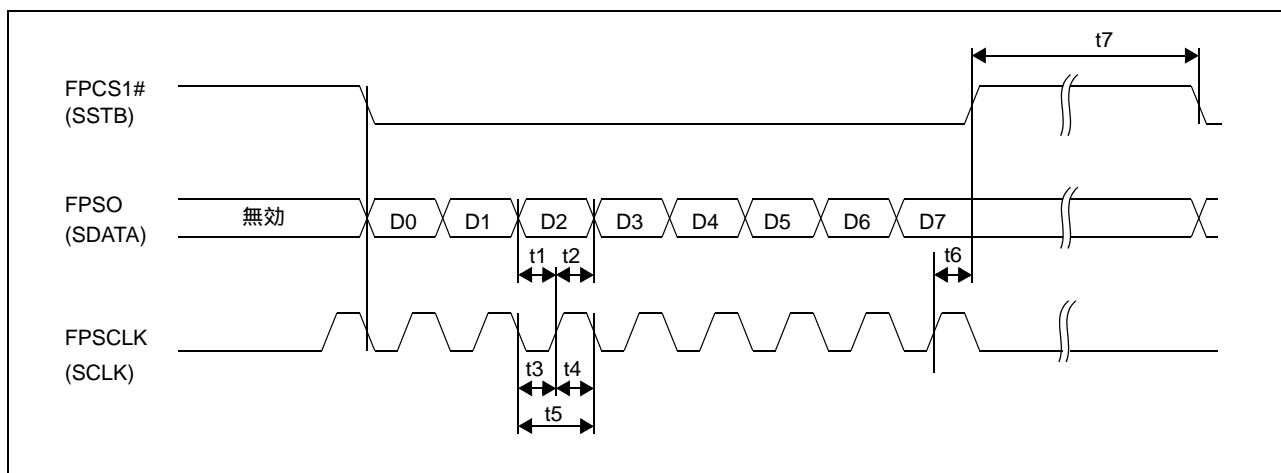 t7
FPCS1#
(SSTB)
FPSO
(SDATA)
無効
D0 D1 D2 D3 D4 D5 D6 D7
t1 t2
t6
FPSCLK
(SCLK)
t3 t4
t5